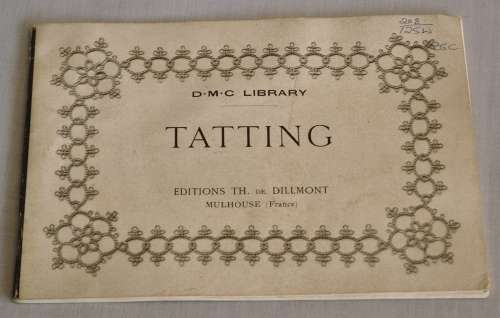 D·M·C LIBRARY
TATTING
EDITIONS TH. DE DILLMONT
MULHOUSE (France)